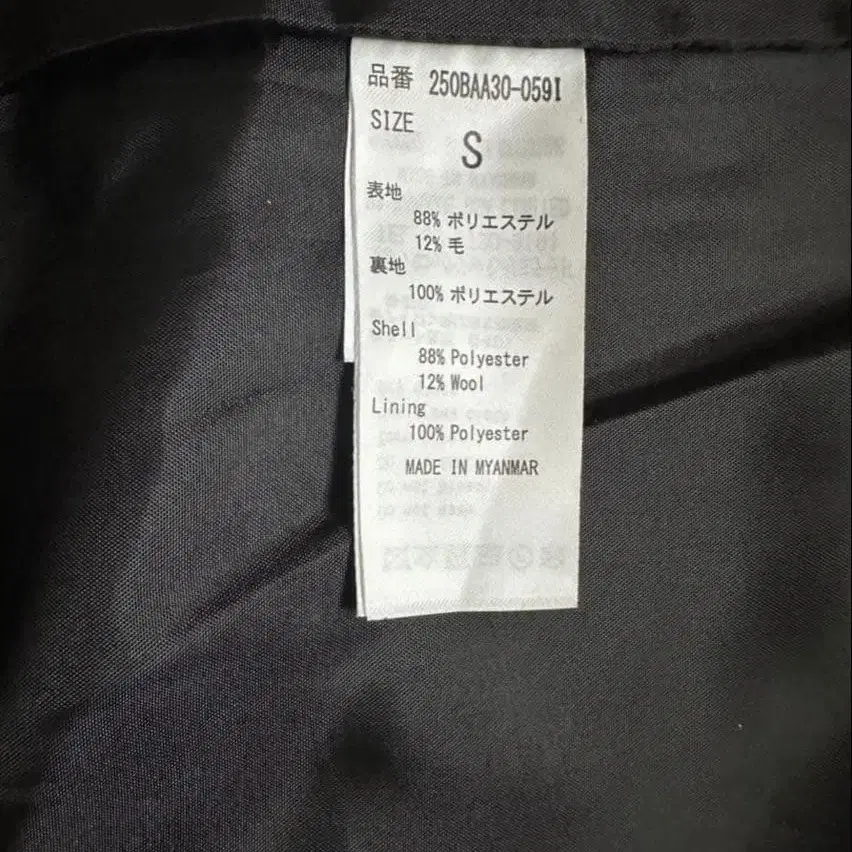 品番 250BAA30-059I
SIZE
S
表地
88% ポリエステル
12% 毛
裏地
100% ポリエステル
Shell
88% Polyester
12% Wool
Lining
100% Polyester
MADE IN MYANMAR